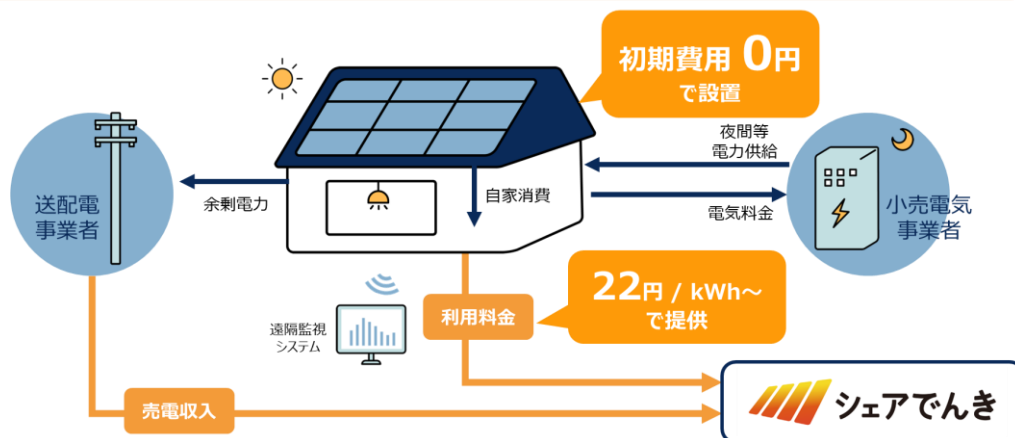 初期費用 0円
で設置
夜間等
電力供給
送配電
事業者
余剰電力
自家消費
電気料金
小売電気
事業者
遠隔監視
システム
利用料金
22円 / kWh～
で提供
売電収入
シェアでんき